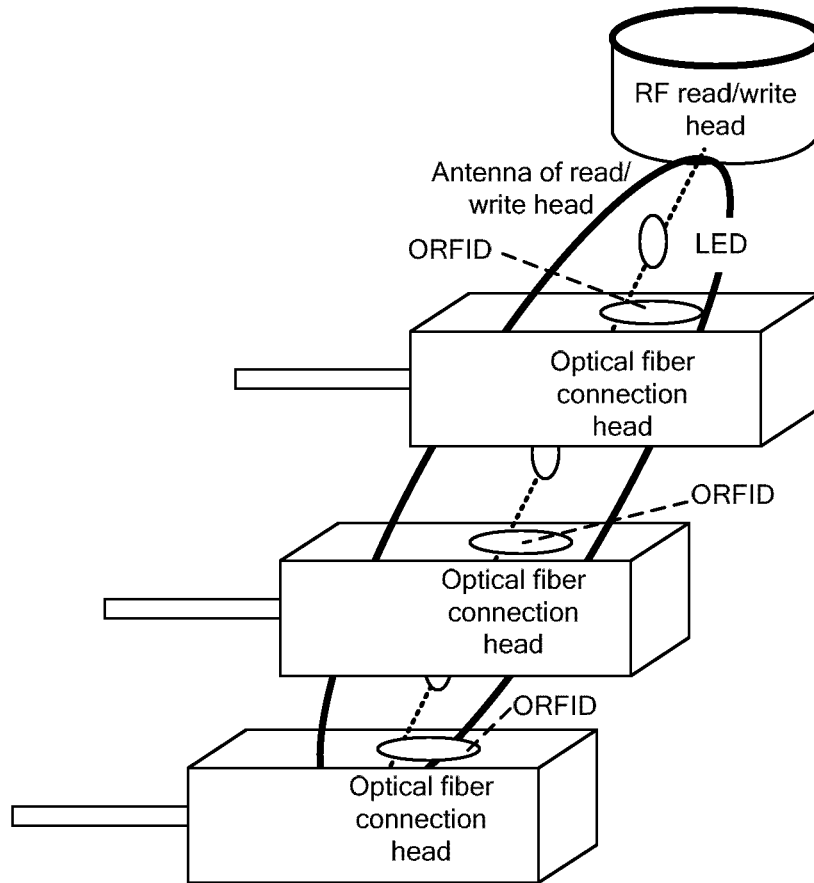 RF read/write
head
Antenna of read/
write head
LED
ORFID
Optical fiber
connection
head
ORFID
Optical fiber
connection
head
ORFID
Optical fiber
connection
head